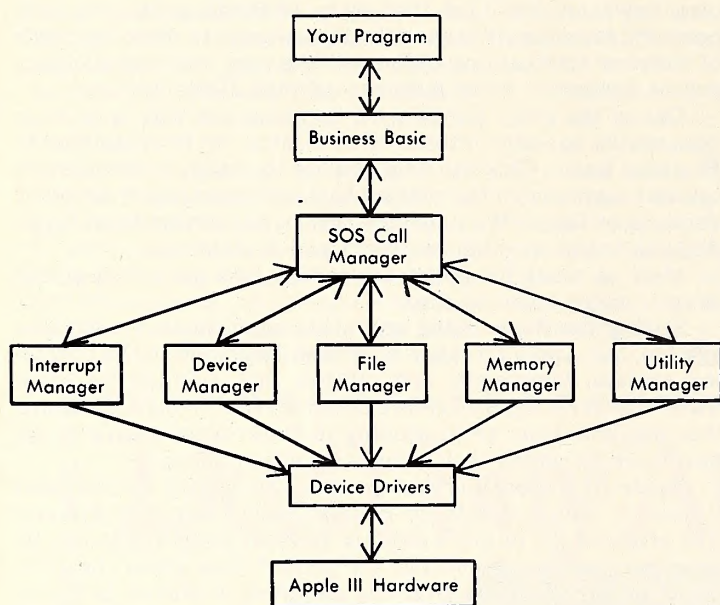 Your Pragram
Business Basic
SOS Call
Manager
Interrupt
Manager
Device
Manager
File
Manager
Memory
Manager
Utility
Manager
Device Drivers
Apple III Hardware